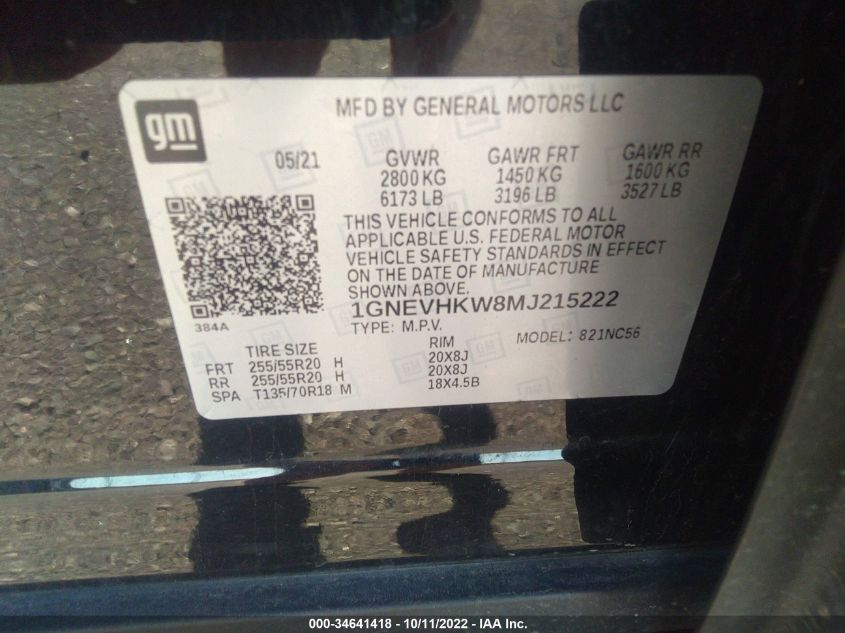 gm
MFD BY GENERAL MOTORS LLC
05/21 GVWR GAWR FRT GAWR RR
2800 KG 1450 KG 1600 KG
6173 LB 3196 LB 3527 LB
THIS VEHICLE CONFORMS TO ALL
APPLICABLE U.S. FEDERAL MOTOR
VEHICLE SAFETY STANDARDS IN EFFECT
ON THE DATE OF MANUFACTURE
SHOWN ABOVE.
384A
1GNEVHKW8MJ215222
TYPE: M.P.V. MODEL: 821NC56
TIRE SIZE RIM
FRT 255/55R20 H 20X8J
RR 255/55R20 H 20X8J
SPA T135/70R18 M 18X4.5B
000-34641418 - 10/11/2022 - IAA Inc.